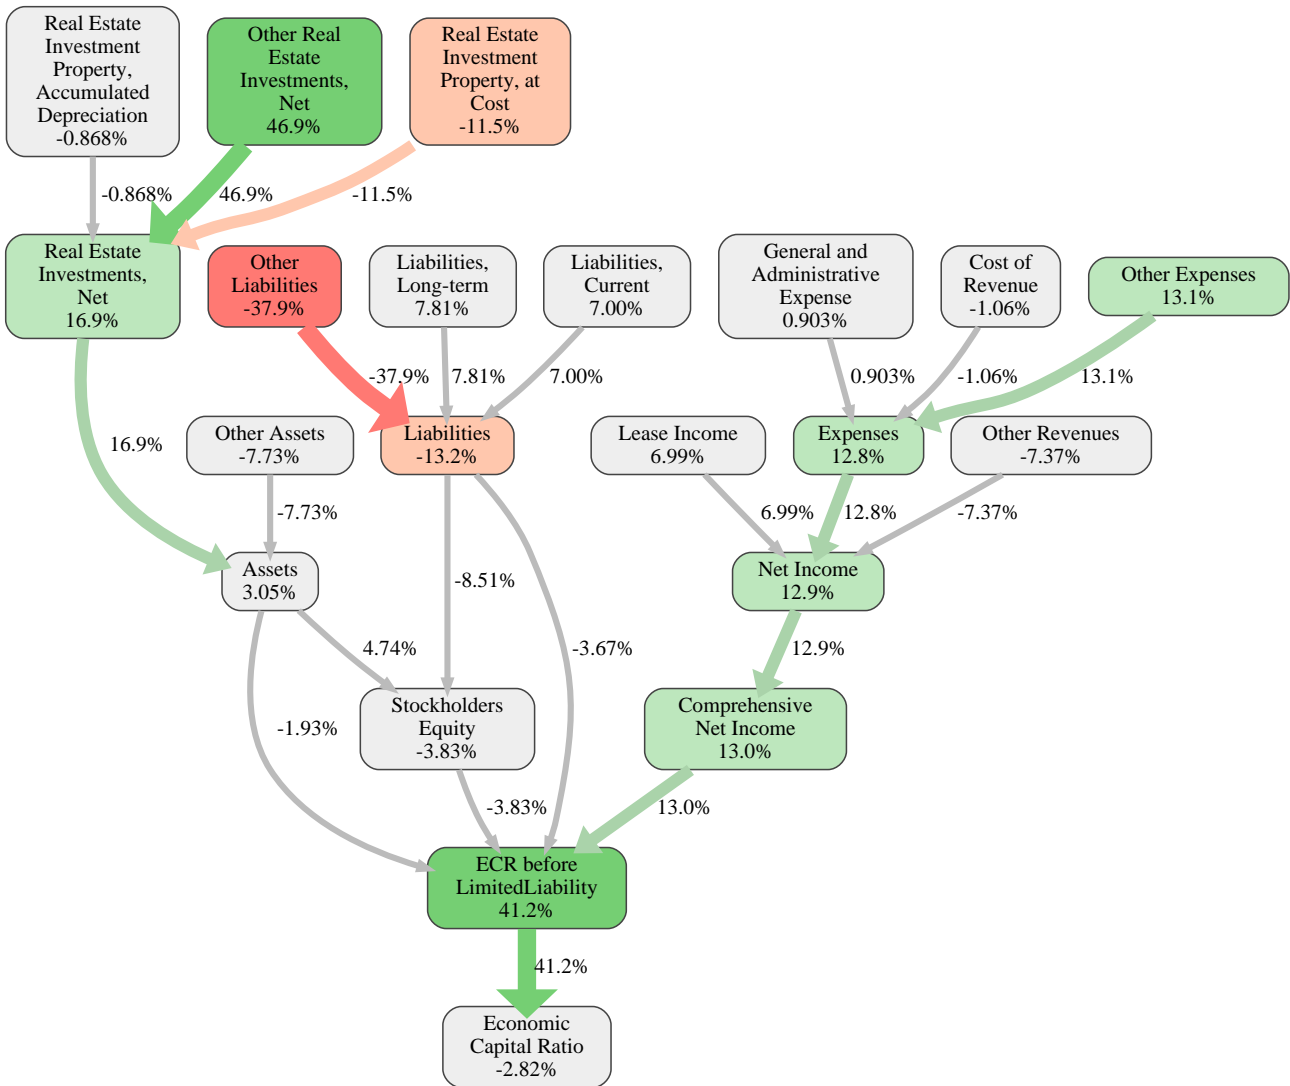 Real Estate
Investment
Property,
Accumulated
Depreciation
-0.868%
Other Real
Estate
Investments,
Net
46.9%
Real Estate
Investment
Property, at
Cost
-11.5%
-0.868%
46.9%
-11.5%
Real Estate
Investments,
Net
16.9%
Other
Liabilities
-37.9%
Liabilities,
Long-term
7.81%
Liabilities,
Current
7.00%
General and
Administrative
Expense
0.903%
Cost of
Revenue
-1.06%
Other Expenses
13.1%
-37.9%
7.81%
7.00%
0.903%
-1.06%
13.1%
16.9%
Other Assets
-7.73%
Liabilities
-13.2%
Lease Income
6.99%
Expenses
12.8%
Other Revenues
-7.37%
-7.73%
6.99%
12.8%
-7.37%
Assets
3.05%
-8.51%
Net Income
12.9%
4.74%
-3.67%
12.9%
-1.93%
Stockholders
Equity
-3.83%
Comprehensive
Net Income
13.0%
-3.83%
13.0%
ECR before
LimitedLiability
41.2%
41.2%
Economic
Capital Ratio
-2.82%